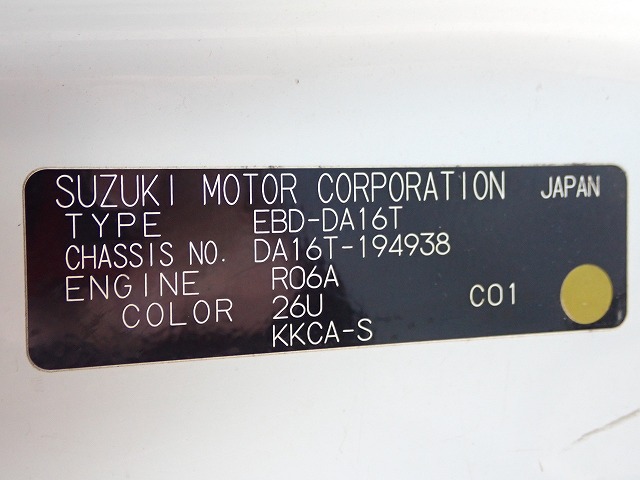 SUZUKI MOTOR CORPORATION JAPAN
TYPE EBD-DA16T
CHASSIS NO. DA16T-194938
ENGINE R06A
COLOR 26U C01
KKCA-S